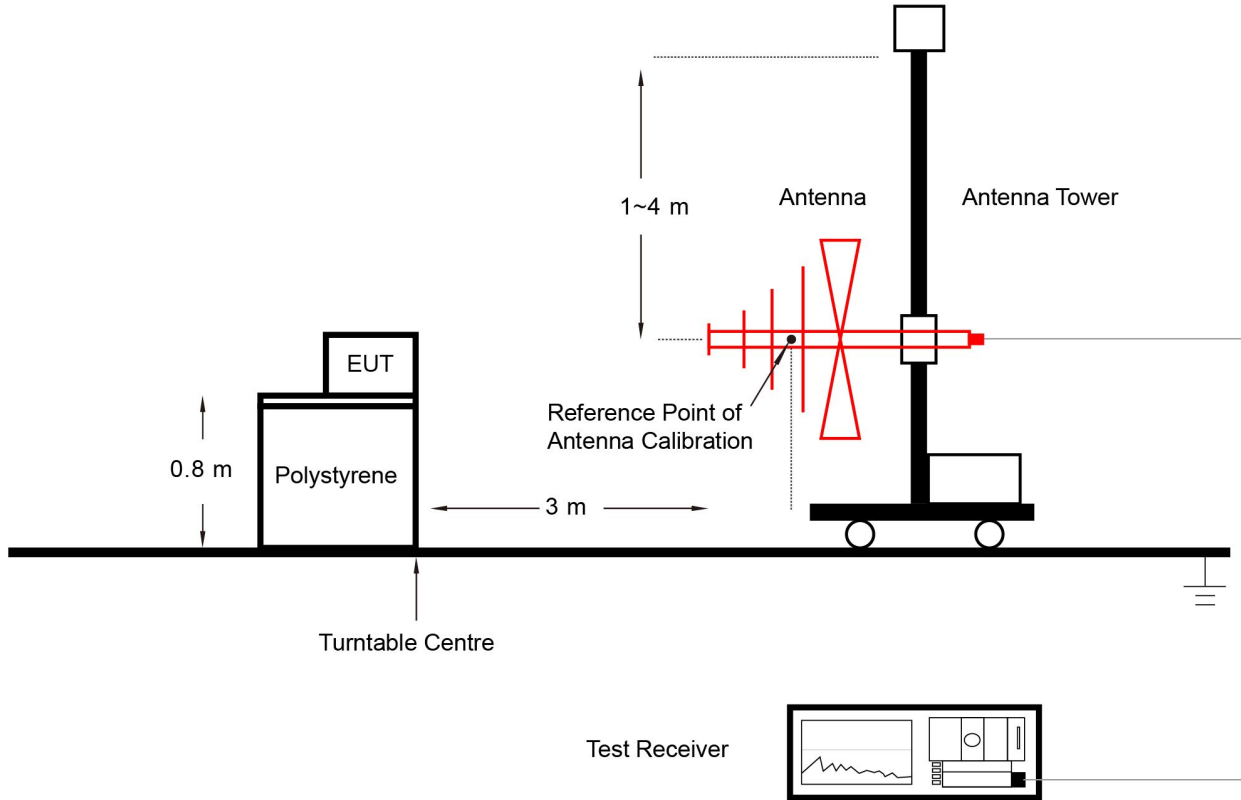 1~4 m
Antenna
Antenna Tower
EUT
Reference Point of
Antenna Calibration
0.8 m
Polystyrene
3 m
Turntable Centre
Test Receiver